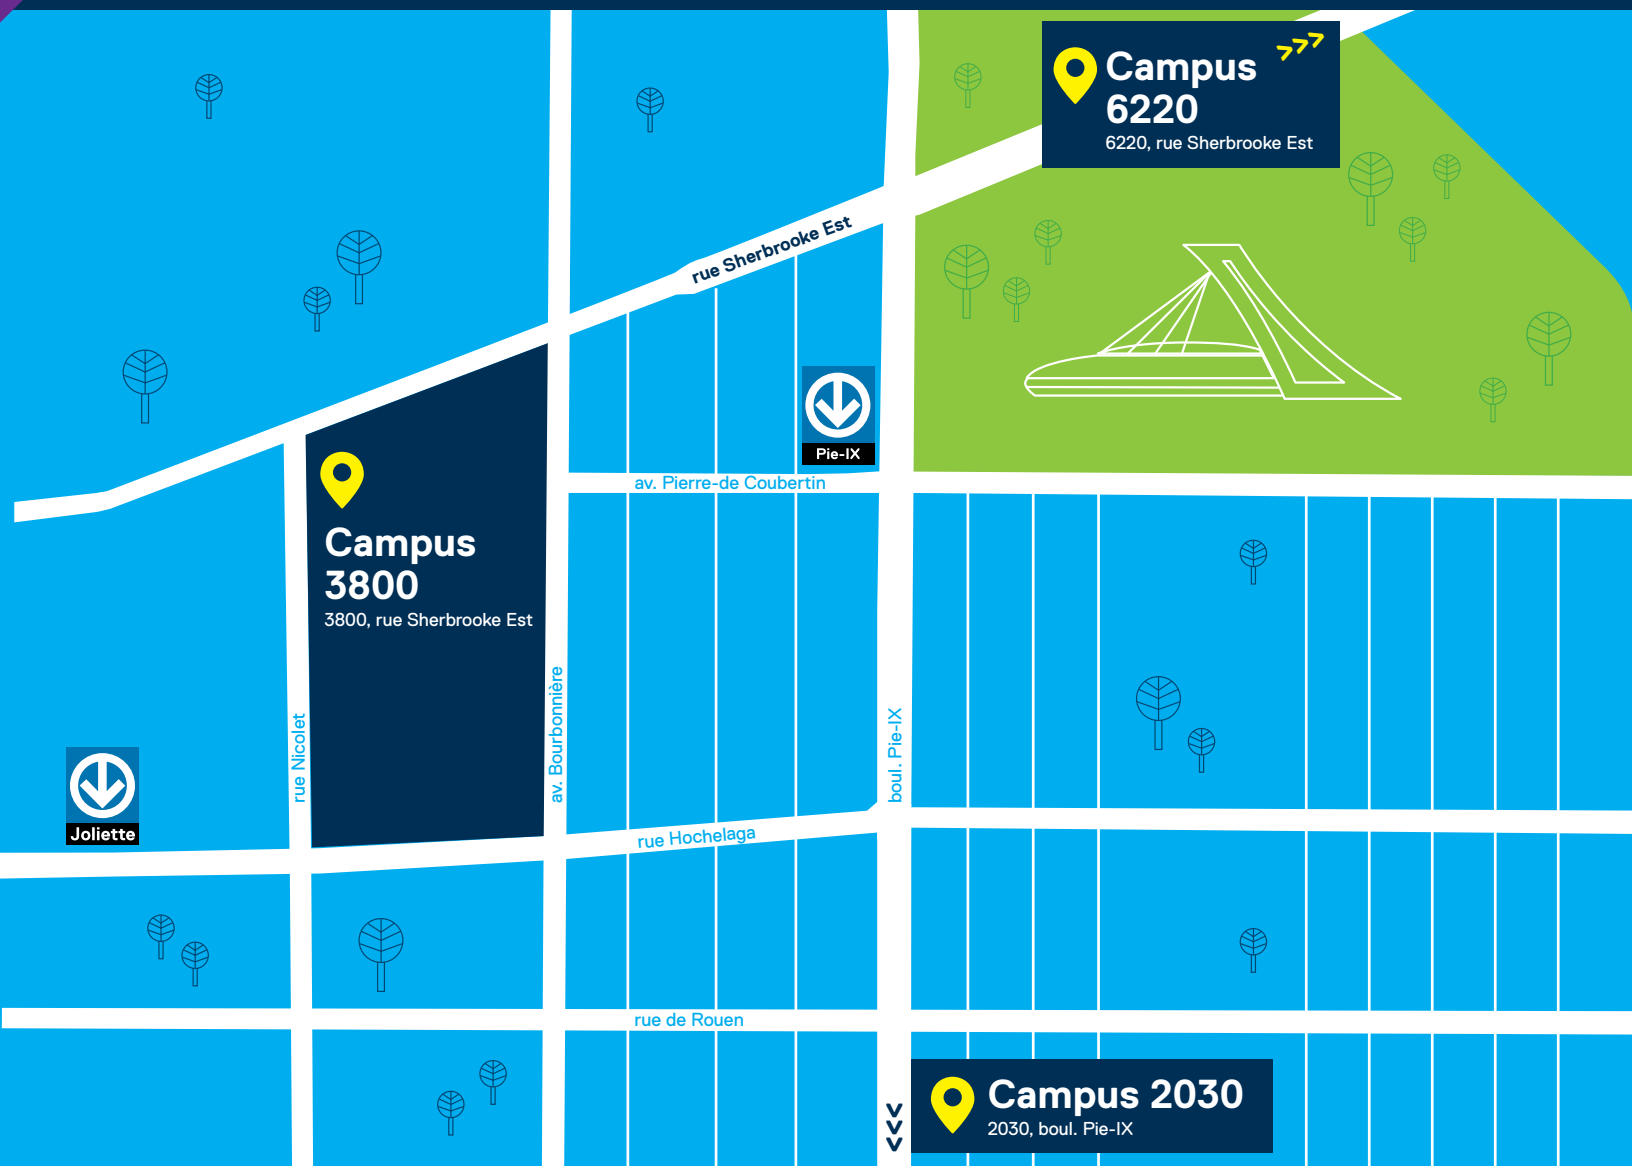 Campus
6220
6220, rue Sherbrooke Est
rue Sherbrooke Est
Pie-IX
av. Pierre-de Coubertin
Campus
3800
3800, rue Sherbrooke Est
rue Nicolet
av. Bourbonnière
boul. Pie-IX
Joliette
rue Hochelaga
rue de Rouen
Campus 2030
2030, boul. Pie-IX